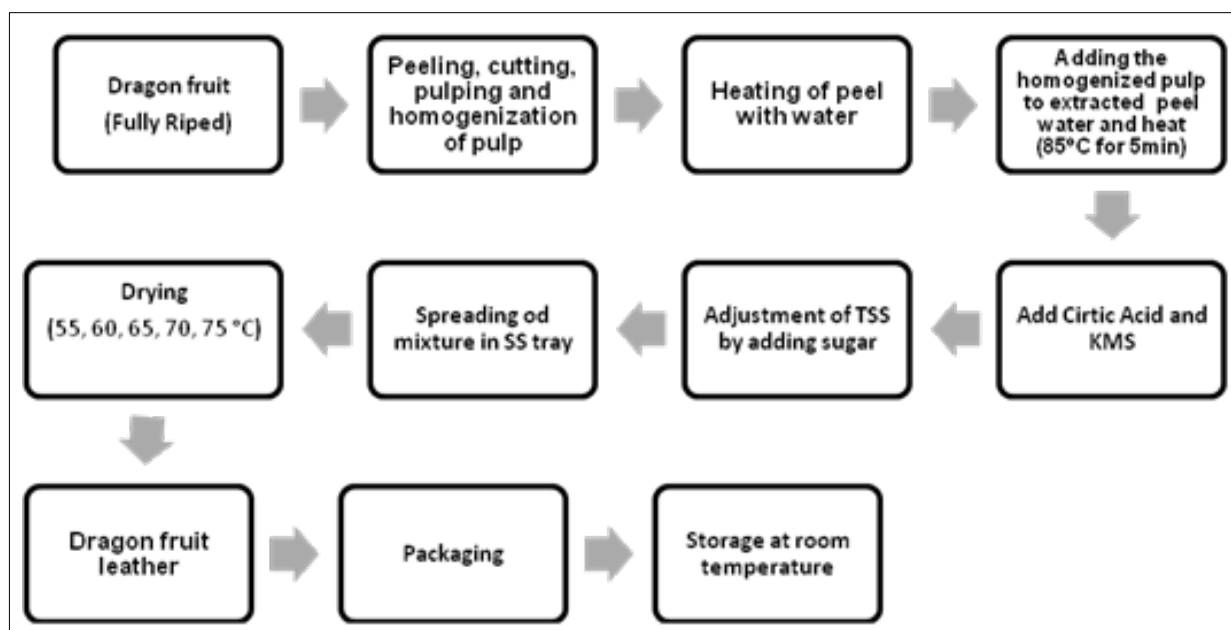 Dragon fruit
(Fully Riped)
Peeling, cutting,
pulping and
homogenization
of pulp
Heating of peel
with water
Adding the
homogenized pulp
to extracted peel
water and heat
(85°C for 5min)
Add Cirtic Acid and
KMS
Adjustment of TSS
by adding sugar
Spreading od
mixture in SS tray
Drying
(55, 60, 65, 70, 75 °C)
Dragon fruit
leather
Packaging
Storage at room
temperature